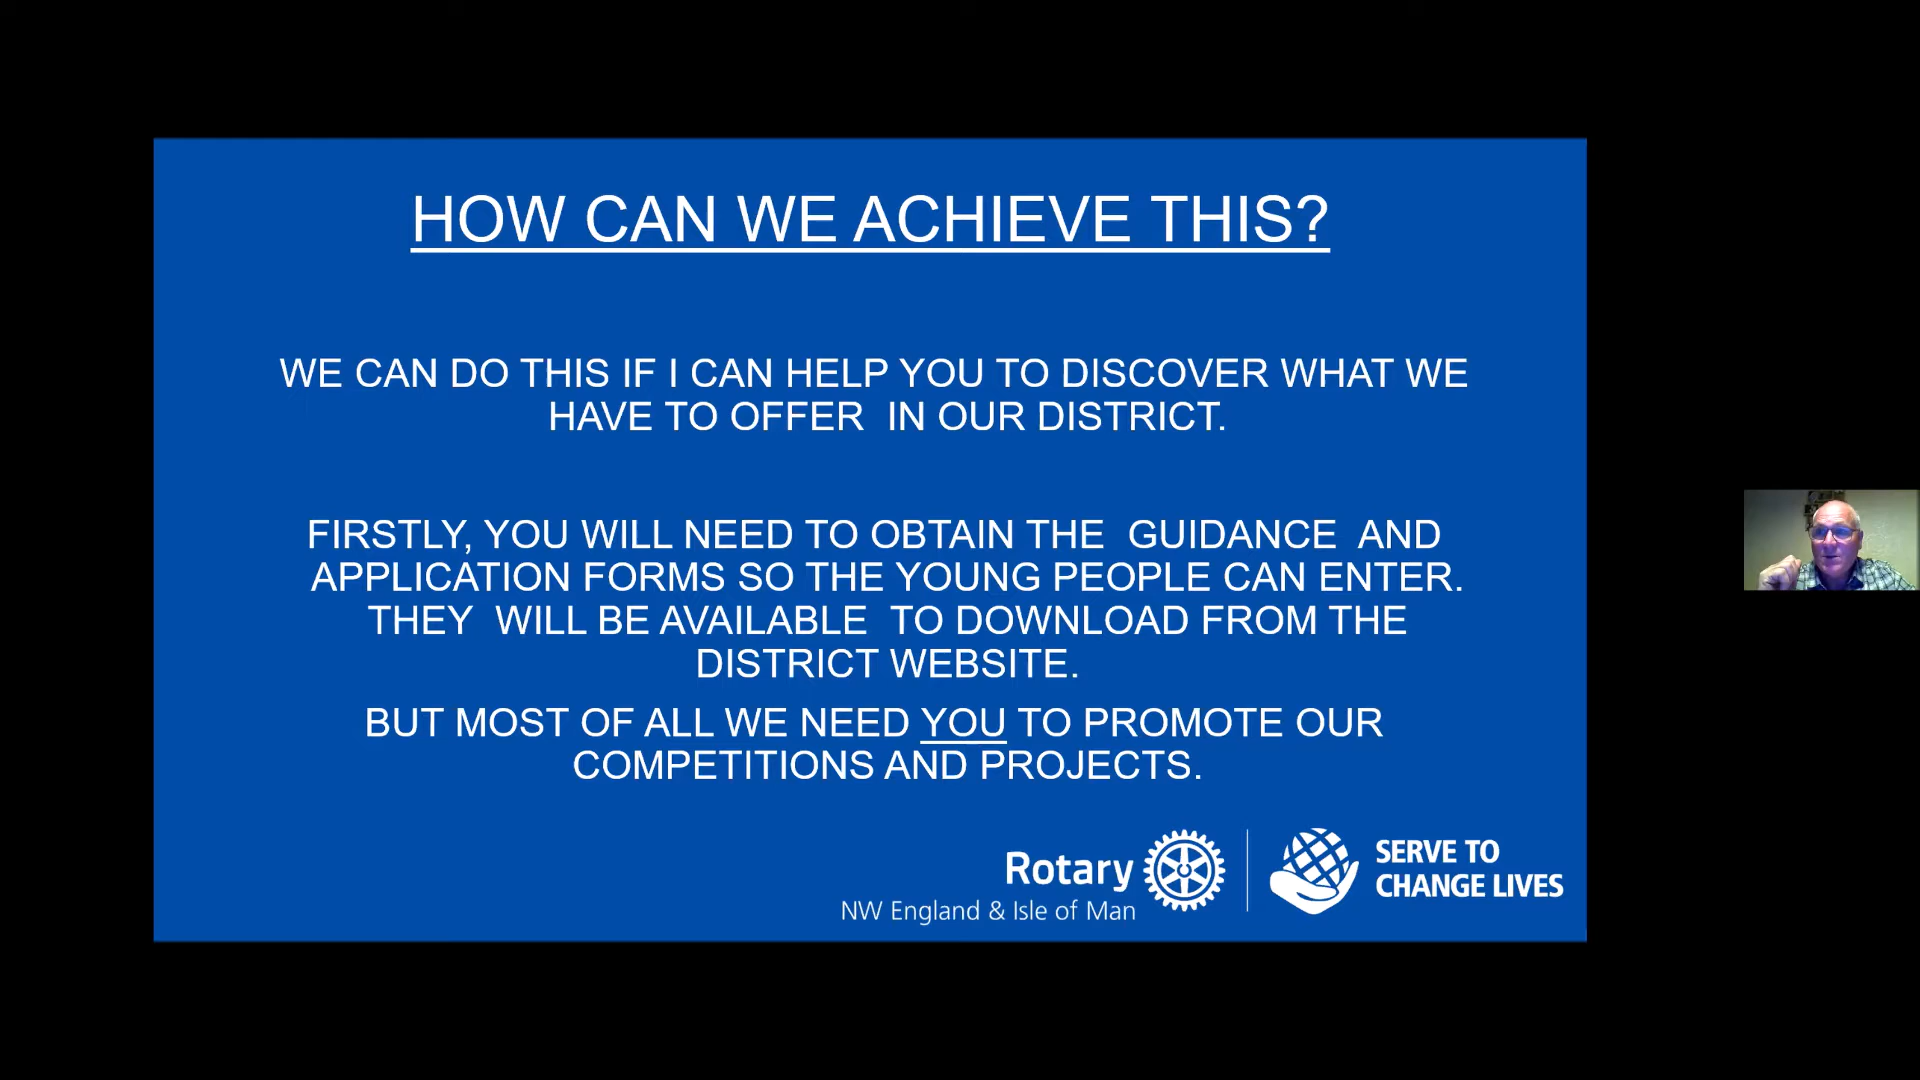 HOW CAN WE ACHIEVE THIS?
WE CAN DO THIS IF I CAN HELP YOU TO DISCOVER WHAT WE
HAVE TO OFFER IN OUR DISTRICT.
FIRSTLY, YOU WILL NEED TO OBTAIN THE GUIDANCE AND
APPLICATION FORMS SO THE YOUNG PEOPLE CAN ENTER.
THEY WILL BE AVAILABLE TO DOWNLOAD FROM THE
DISTRICT WEBSITE.
BUT MOST OF ALL WE NEED YOU TO PROMOTE OUR
COMPETITIONS AND PROJECTS.
Rotary
NW England & Isle of Man
SERVE TO
CHANGE LIVES